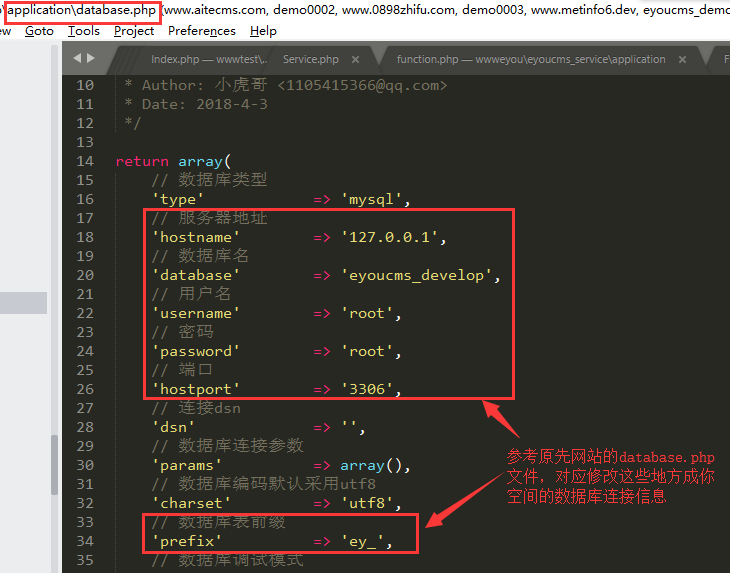 application\database.php (www.aitecms.com, demo0002, www.0898zhifu.com, demo0003, www.metinfo6.dev, eyoucms_demo
ew Goto Tools Project Preferences Help
Index.php — wwwtest\.. Service.php × function.php — wwweyou\eyoucms_service\application × F
10 * Author: 小虎哥 <1105415366@qq.com>
11 * Date: 2018-4-3
12 */
13
14 return array(
15 // 数据库类型
16 'type' => 'mysql',
17 // 服务器地址
18 'hostname' => '127.0.0.1',
19 // 数据库名
20 'database' => 'eyoucms_develop',
21 // 用户名
22 'username' => 'root',
23 // 密码
24 'password' => 'root',
25 // 端口
26 'hostport' => '3306',
27 // 连接dsn
28 'dsn' => '',
29 // 数据库连接参数
30 'params' => array(),
31 // 数据库编码默认采用utf8
32 'charset' => 'utf8',
33 // 数据库表前缀
34 'prefix' => 'ey_',
35 // 数据库调试模式
参考原先网站的database.php
文件，对应修改这些地方成你
空间的数据库连接信息